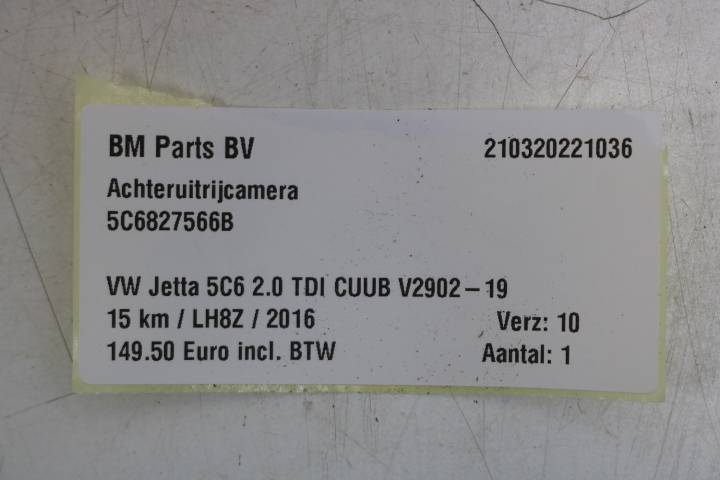 BM Parts BV 210320221036
Achteruitrijcamera
5C6827566B
VW Jetta 5C6 2.0 TDI CUUB V2902-19
15 km / LH8Z / 2016 Verz: 10
149.50 Euro incl. BTW Aantal: 1